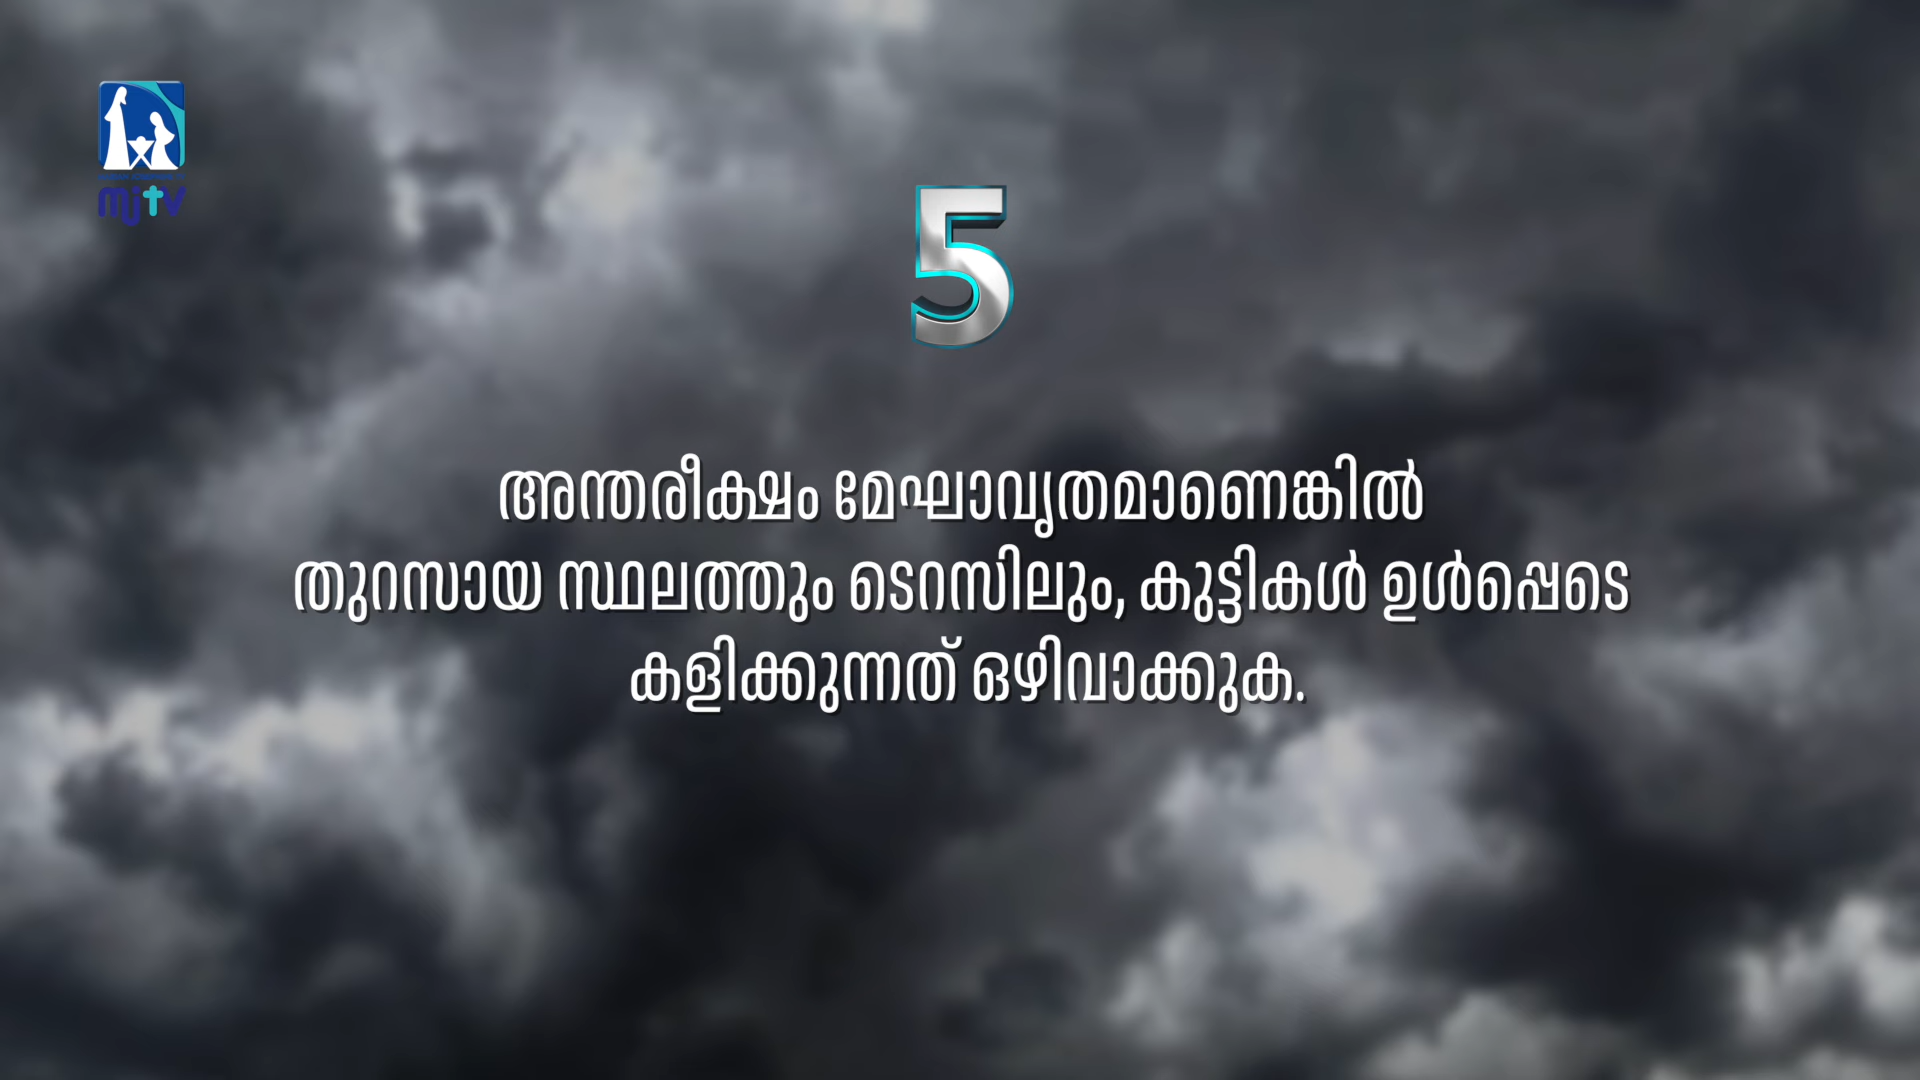 mjtv
5
അന്തരീക്ഷം മേഘാവൃതമാണെങ്കിൽ
തുറസായ സ്ഥലത്തും ടെറസിലും, കുട്ടികൾ ഉൾപ്പെടെ
കളിക്കുന്നത് ഒഴിവാക്കുക.